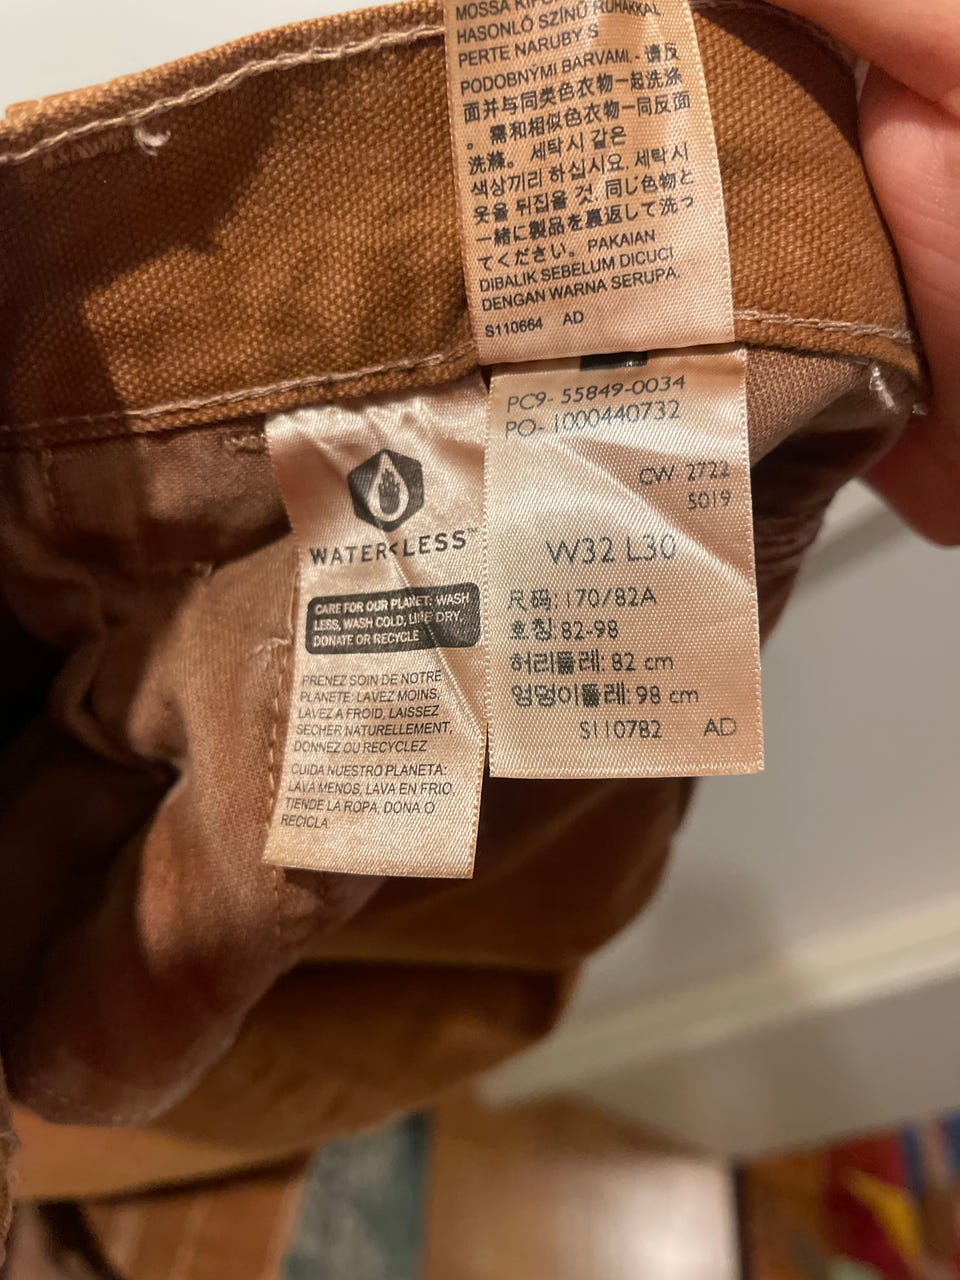 HASONLÓ SZÍNŰ RUHÁKKAL
PERTE NARUBY S
PODOBNÝMI BARVAMI. - 请反
面并与同类色衣物一起洗涤
。需和相似色衣物一同反面
洗滌。 세탁시 같은
색상끼리 하십시요. 세탁시
옷을 뒤집을 것. 同じ色物と
一緒に製品を裏返して洗っ
てください。 PAKAIAN
DIBALIK SEBELUM DICUCI
DENGAN WARNA SERUPA.
S110664 AD
PC9- 55849-0034
PO- 1000440732
CW 2722
S019
W32 L30
尺码: 170/82A
호칭: 82-98
허리둘레: 82 cm
엉덩이둘레: 98 cm
S110782 AD
WATER<LESS™
CARE FOR OUR PLANET: WASH
LESS, WASH COLD, LINE DRY,
DONATE OR RECYCLE
PRENEZ SOIN DE NOTRE
PLANETE: LAVEZ MOINS,
LAVEZ A FROID, LAISSEZ
SECHER NATURELLEMENT,
DONNEZ OU RECYCLEZ
CUIDA NUESTRO PLANETA:
LAVA MENOS, LAVA EN FRIO,
TIENDE LA ROPA, DONA O
RECICLA